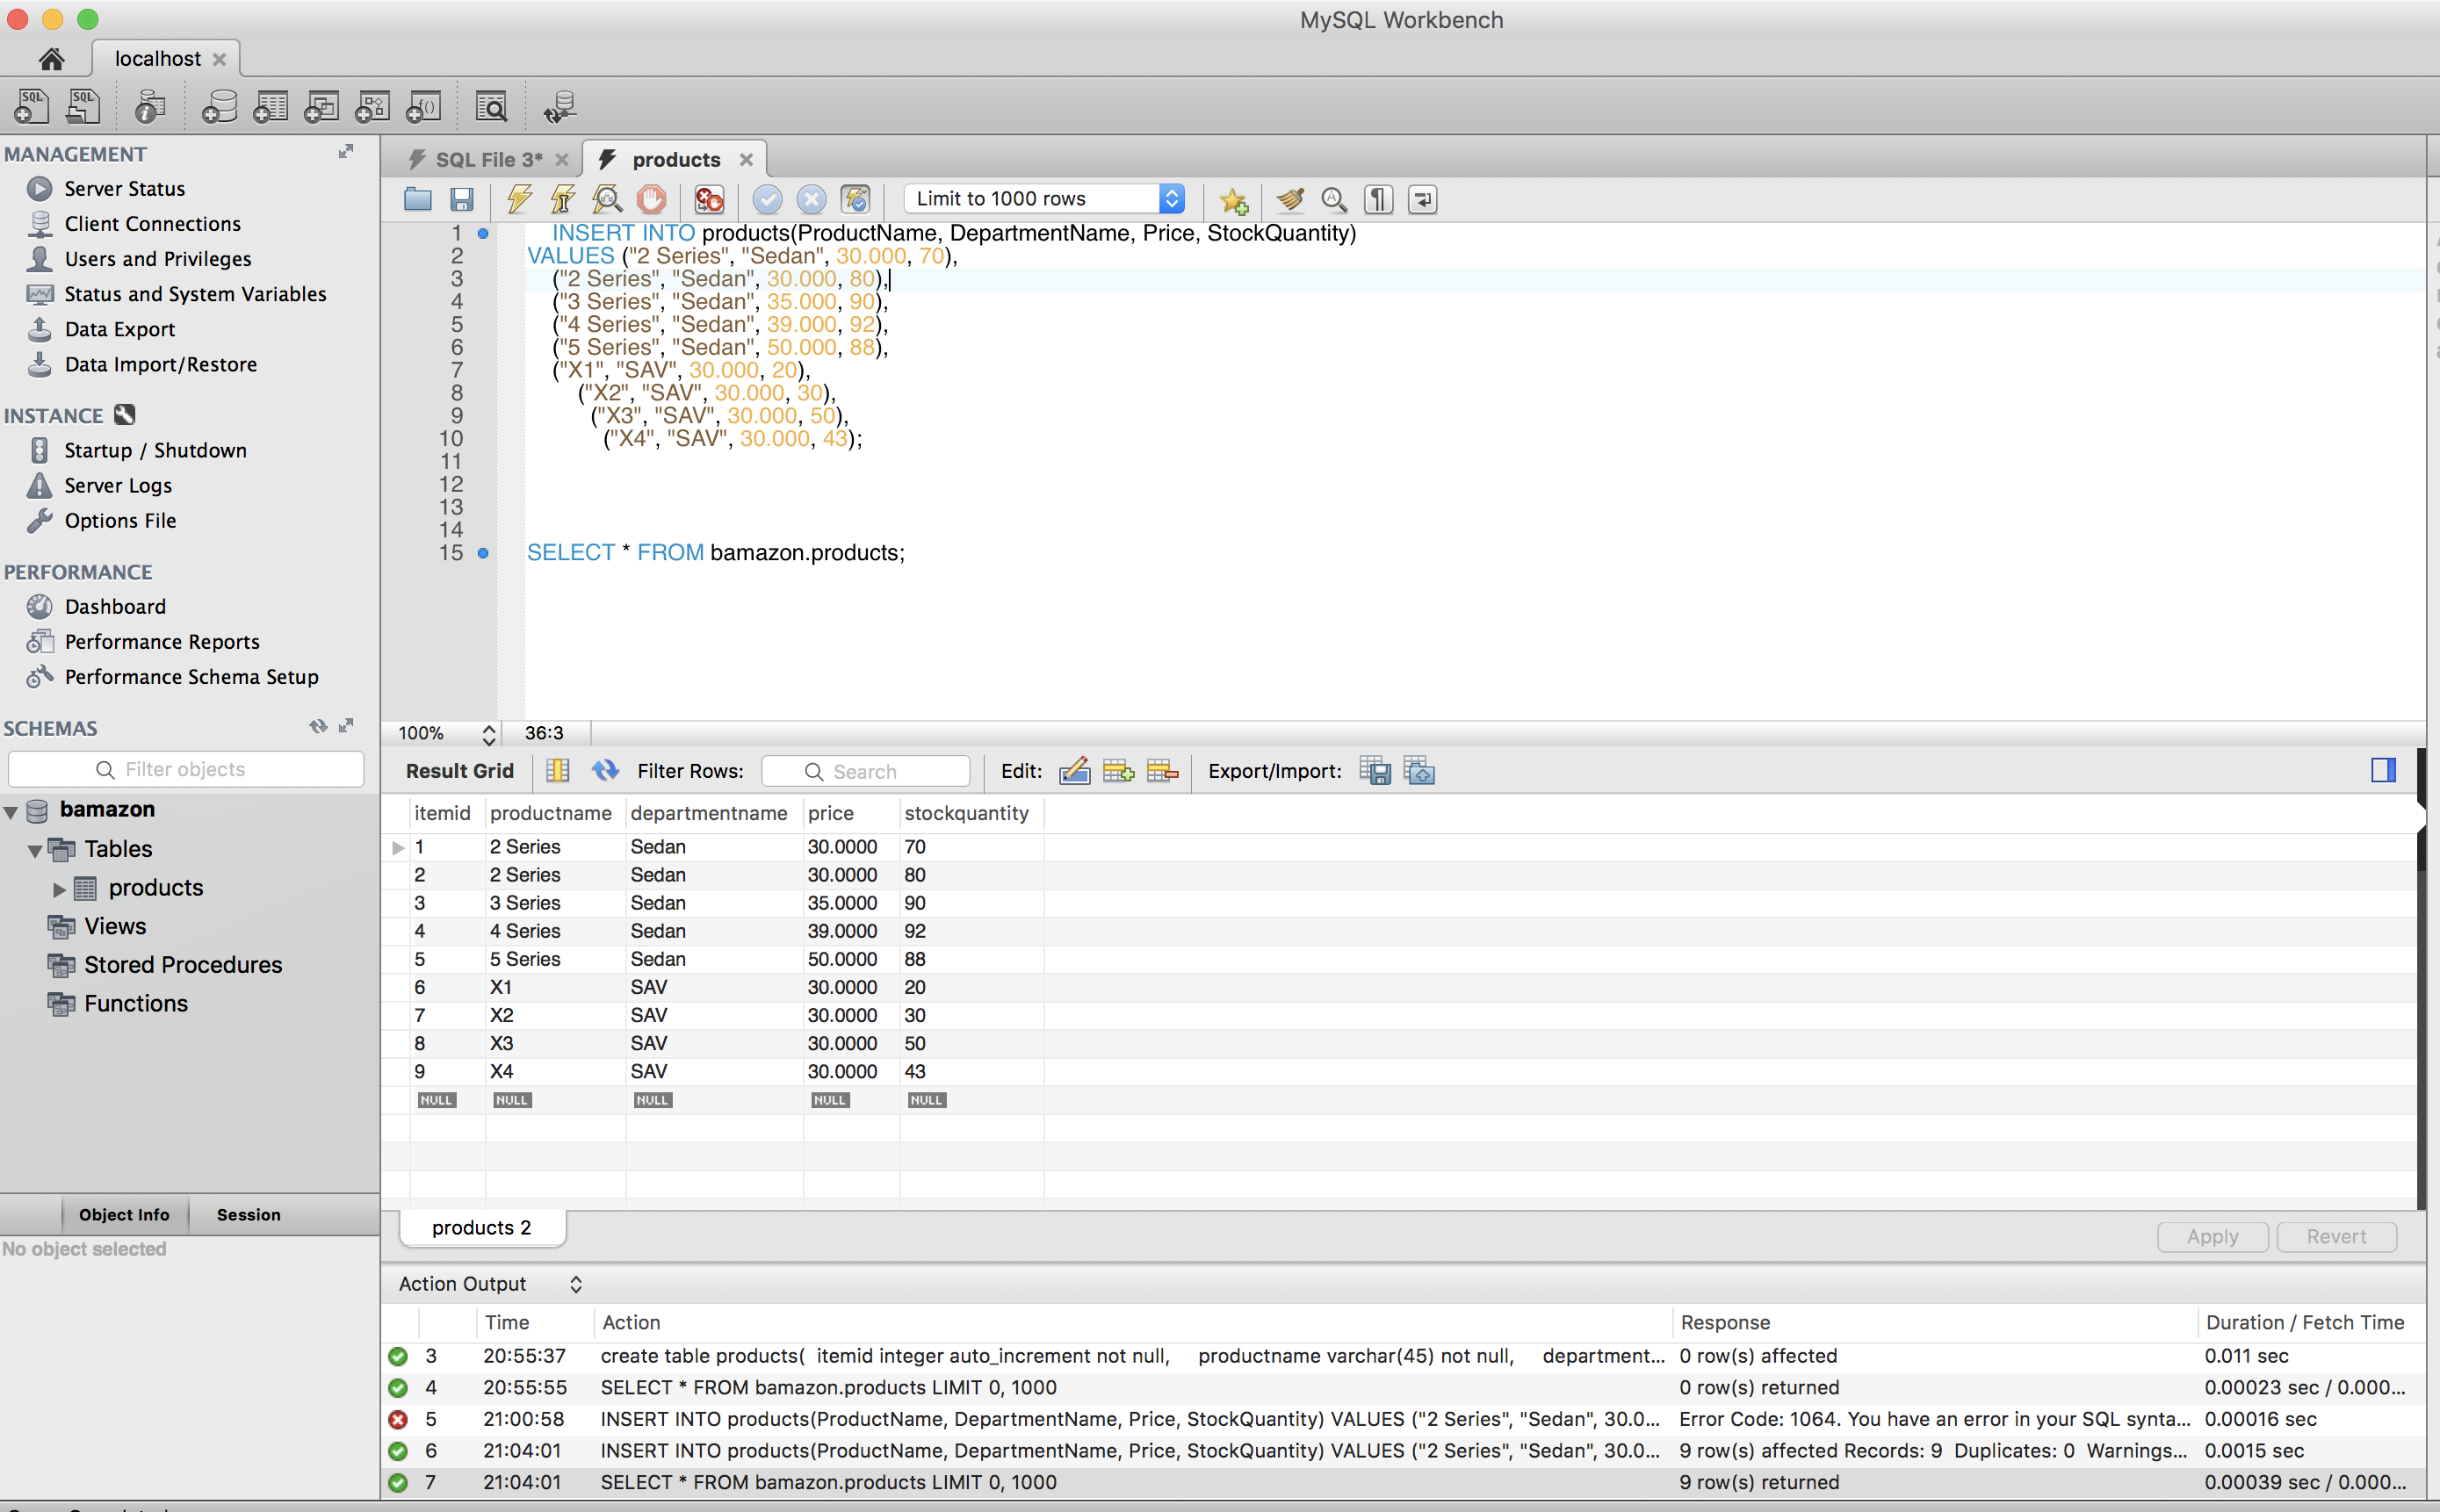 MySQL Workbench
localhost
MANAGEMENT
Server Status
Client Connections
Users and Privileges
Status and System Variables
Data Export
Data Import/Restore
INSTANCE
Startup / Shutdown
Server Logs
Options File
PERFORMANCE
Dashboard
Performance Reports
Performance Schema Setup
SCHEMAS
Filter objects
bamazon
Tables
products
Views
Stored Procedures
Functions
Object Info Session
No object selected
SQL File 3* products
Limit to 1000 rows
1 INSERT INTO products(ProductName, DepartmentName, Price, StockQuantity)
2 VALUES ("2 Series", "Sedan", 30.000, 70),
3 ("2 Series", "Sedan", 30.000, 80),
4 ("3 Series", "Sedan", 35.000, 90),
5 ("4 Series", "Sedan", 39.000, 92),
6 ("5 Series", "Sedan", 50.000, 88),
7 ("X1", "SAV", 30.000, 20),
8 ("X2", "SAV", 30.000, 30),
9 ("X3", "SAV", 30.000, 50),
10 ("X4", "SAV", 30.000, 43);
11
12
13
14
15 SELECT * FROM bamazon.products;
100% 36:3
Result Grid Filter Rows: Search Edit: Export/Import:
itemid productname departmentname price stockquantity
1 2 Series Sedan 30.0000 70
2 2 Series Sedan 30.0000 80
3 3 Series Sedan 35.0000 90
4 4 Series Sedan 39.0000 92
5 5 Series Sedan 50.0000 88
6 X1 SAV 30.0000 20
7 X2 SAV 30.0000 30
8 X3 SAV 30.0000 50
9 X4 SAV 30.0000 43
NULL NULL NULL NULL NULL
products 2
Apply Revert
Action Output
Time Action Response Duration / Fetch Time
3 20:55:37 create table products( itemid integer auto_increment not null, productname varchar(45) not null, department... 0 row(s) affected 0.011 sec
4 20:55:55 SELECT * FROM bamazon.products LIMIT 0, 1000 0 row(s) returned 0.00023 sec / 0.000...
5 21:00:58 INSERT INTO products(ProductName, DepartmentName, Price, StockQuantity) VALUES ("2 Series", "Sedan", 30.0... Error Code: 1064. You have an error in your SQL synta... 0.00016 sec
6 21:04:01 INSERT INTO products(ProductName, DepartmentName, Price, StockQuantity) VALUES ("2 Series", "Sedan", 30.0... 9 row(s) affected Records: 9 Duplicates: 0 Warnings... 0.0015 sec
7 21:04:01 SELECT * FROM bamazon.products LIMIT 0, 1000 9 row(s) returned 0.00039 sec / 0.000...